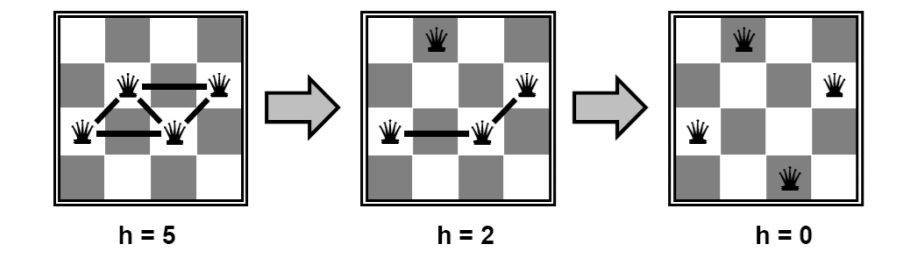 h = 5
h = 2
h = 0